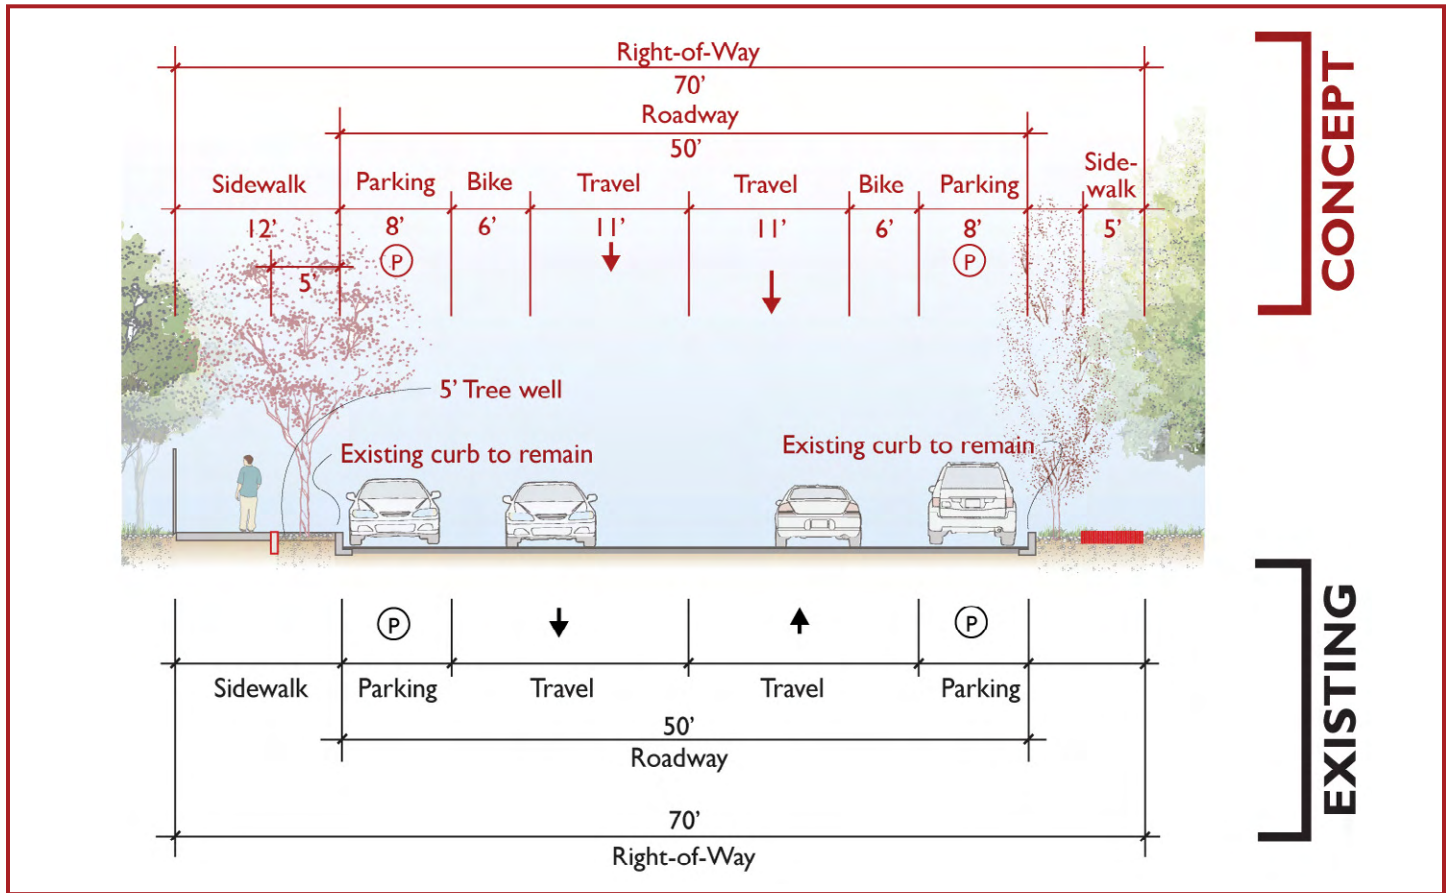 Right-of-Way
70'
Roadway
50'
Sidewalk
Parking
Bike
Travel
Travel
Bike
Parking
Side-
walk
12'
8'
6'
11'
11'
6'
8'
5'
P
P
5'
5' Tree well
Existing curb to remain
Existing curb to remain
CONCEPT
P
P
Sidewalk
Parking
Travel
Travel
Parking
50'
Roadway
70'
Right-of-Way
EXISTING